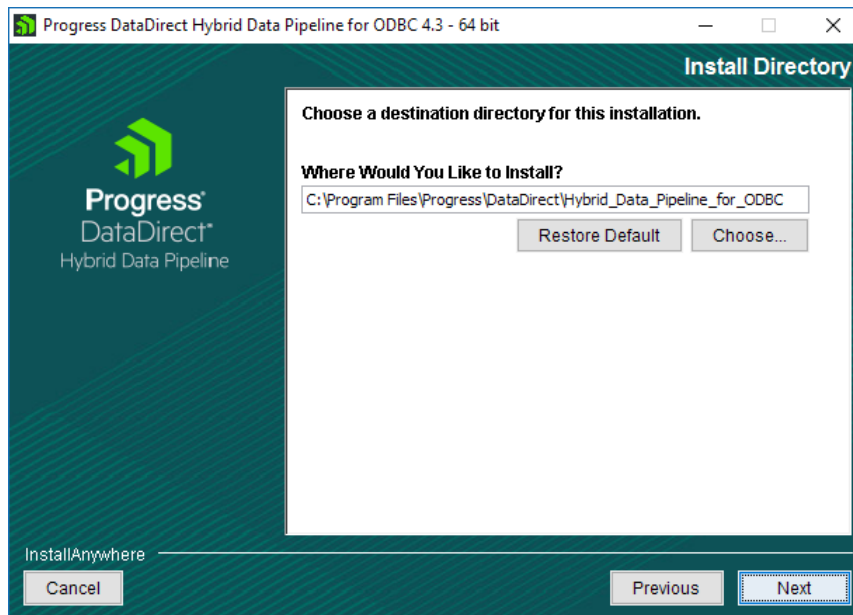 Progress DataDirect Hybrid Data Pipeline for ODBC 4.3 - 64 bit
Install Directory
Progress®
DataDirect®
Hybrid Data Pipeline
Choose a destination directory for this installation.
Where Would You Like to Install?
C:\Program Files\Progress\DataDirect\Hybrid_Data_Pipeline_for_ODBC
Restore Default
Choose...
InstallAnywhere
Cancel
Previous
Next